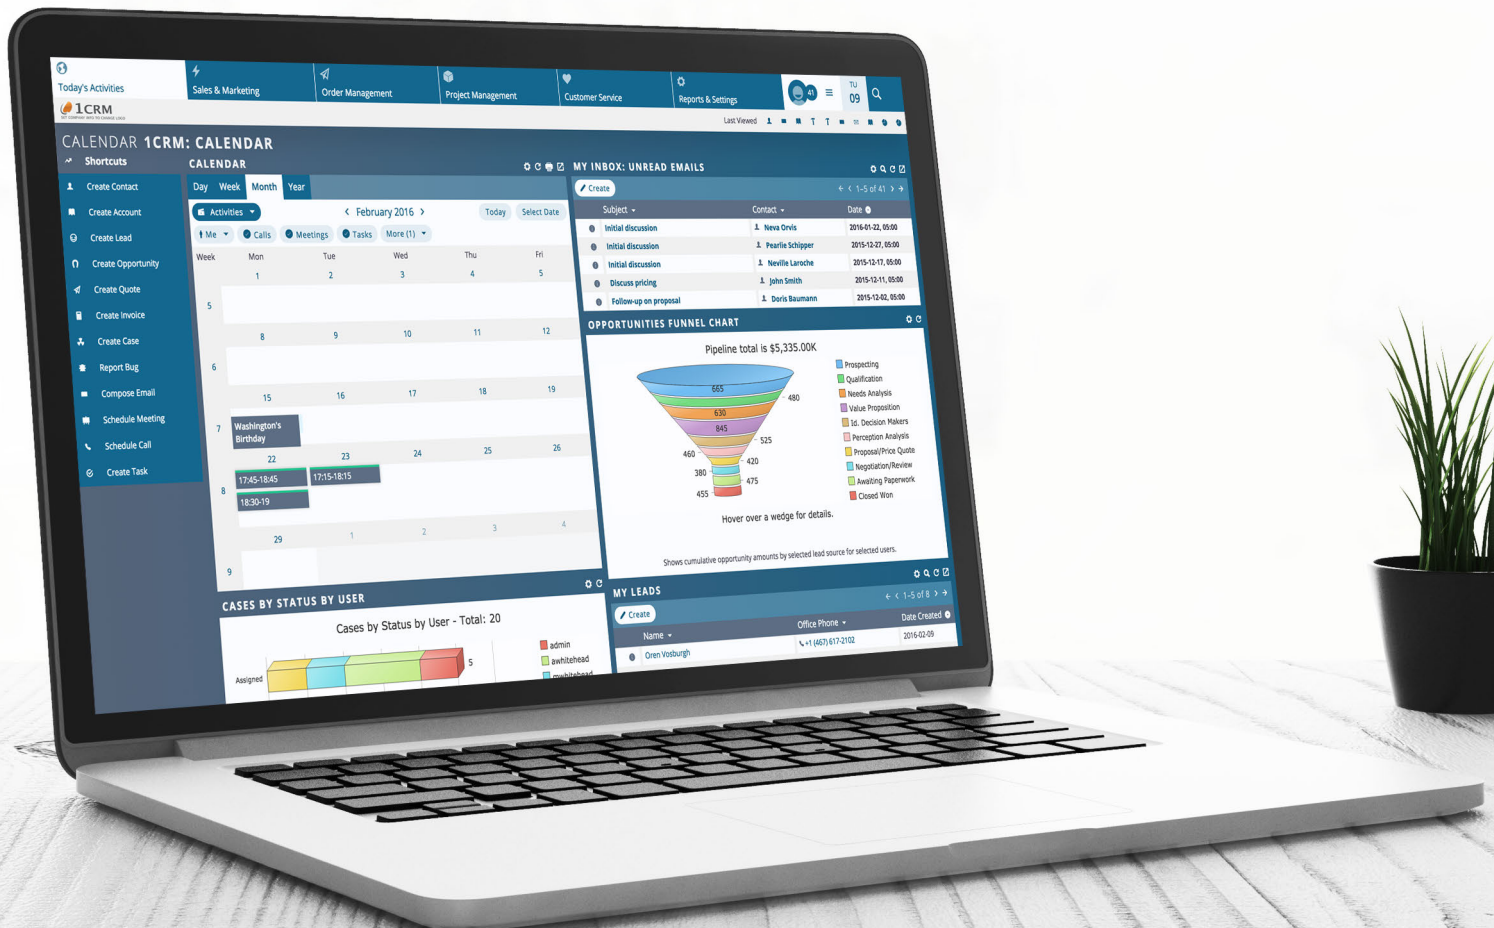 Today's Activities
Sales & Marketing
Order Management
Project Management
Customer Service
Reports & Settings
41
TU
09
1CRM
Last Viewed
CALENDAR 1CRM: CALENDAR
Shortcuts
Create Contact
Create Account
Create Lead
Create Opportunity
Create Quote
Create Invoice
Create Case
Report Bug
Compose Email
Schedule Meeting
Schedule Call
Create Task
CALENDAR
Day Week Month Year
Activities
February 2016
Today
Select Date
Me
Calls
Meetings
Tasks
More (1)
Week Mon Tue Wed Thu Fri
1 2 3 4 5
5
8 9 10 11 12
6
15 16 17 18 19
7
Washington's
Birthday
22 23 24 25 26
8
17:45-18:45 17:15-18:15
18:30-19
29 1 2 3 4
9
CASES BY STATUS BY USER
Cases by Status by User - Total: 20
Assigned
5
admin
awhitehead
mwhitehead
MY INBOX: UNREAD EMAILS
Create
1-5 of 41
Subject Contact Date
Initial discussion Neva Orvis 2016-01-22, 05:00
Initial discussion Pearlie Schipper 2015-12-27, 05:00
Initial discussion Neville Laroche 2015-12-17, 05:00
Discuss pricing John Smith 2015-12-11, 05:00
Follow-up on proposal Doris Baumann 2015-12-02, 05:00
OPPORTUNITIES FUNNEL CHART
Pipeline total is $5,335.00K
665
480
630
845
525
460
420
380
475
455
Prospecting
Qualification
Needs Analysis
Value Proposition
Id. Decision Makers
Perception Analysis
Proposal/Price Quote
Negotiation/Review
Awaiting Paperwork
Closed Won
Hover over a wedge for details.
Shows cumulative opportunity amounts by selected lead source for selected users.
MY LEADS
Create
1-5 of 8
Name Office Phone Date Created
Oren Vosburgh +1 (467) 617-2102 2016-02-09